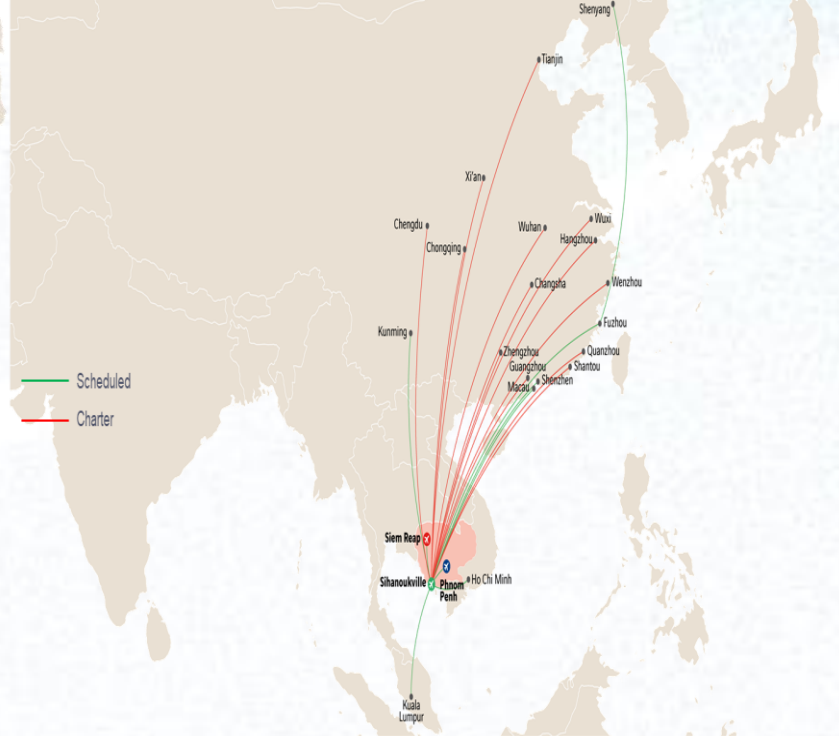 Shenyang
Tianjin
Xi'an
Wuxi
Chengdu
Wuhan
Hangzhou
Chongqing
Wenzhou
Changsha
Fuzhou
Kunming
Zhengzhou
Quanzhou
Guangzhou
Shantou
Shenzhen
Macau
Scheduled
Charter
Siem Reap
Sihanoukville
Phnom
Penh
Ho Chi Minh
Kuala
Lumpur